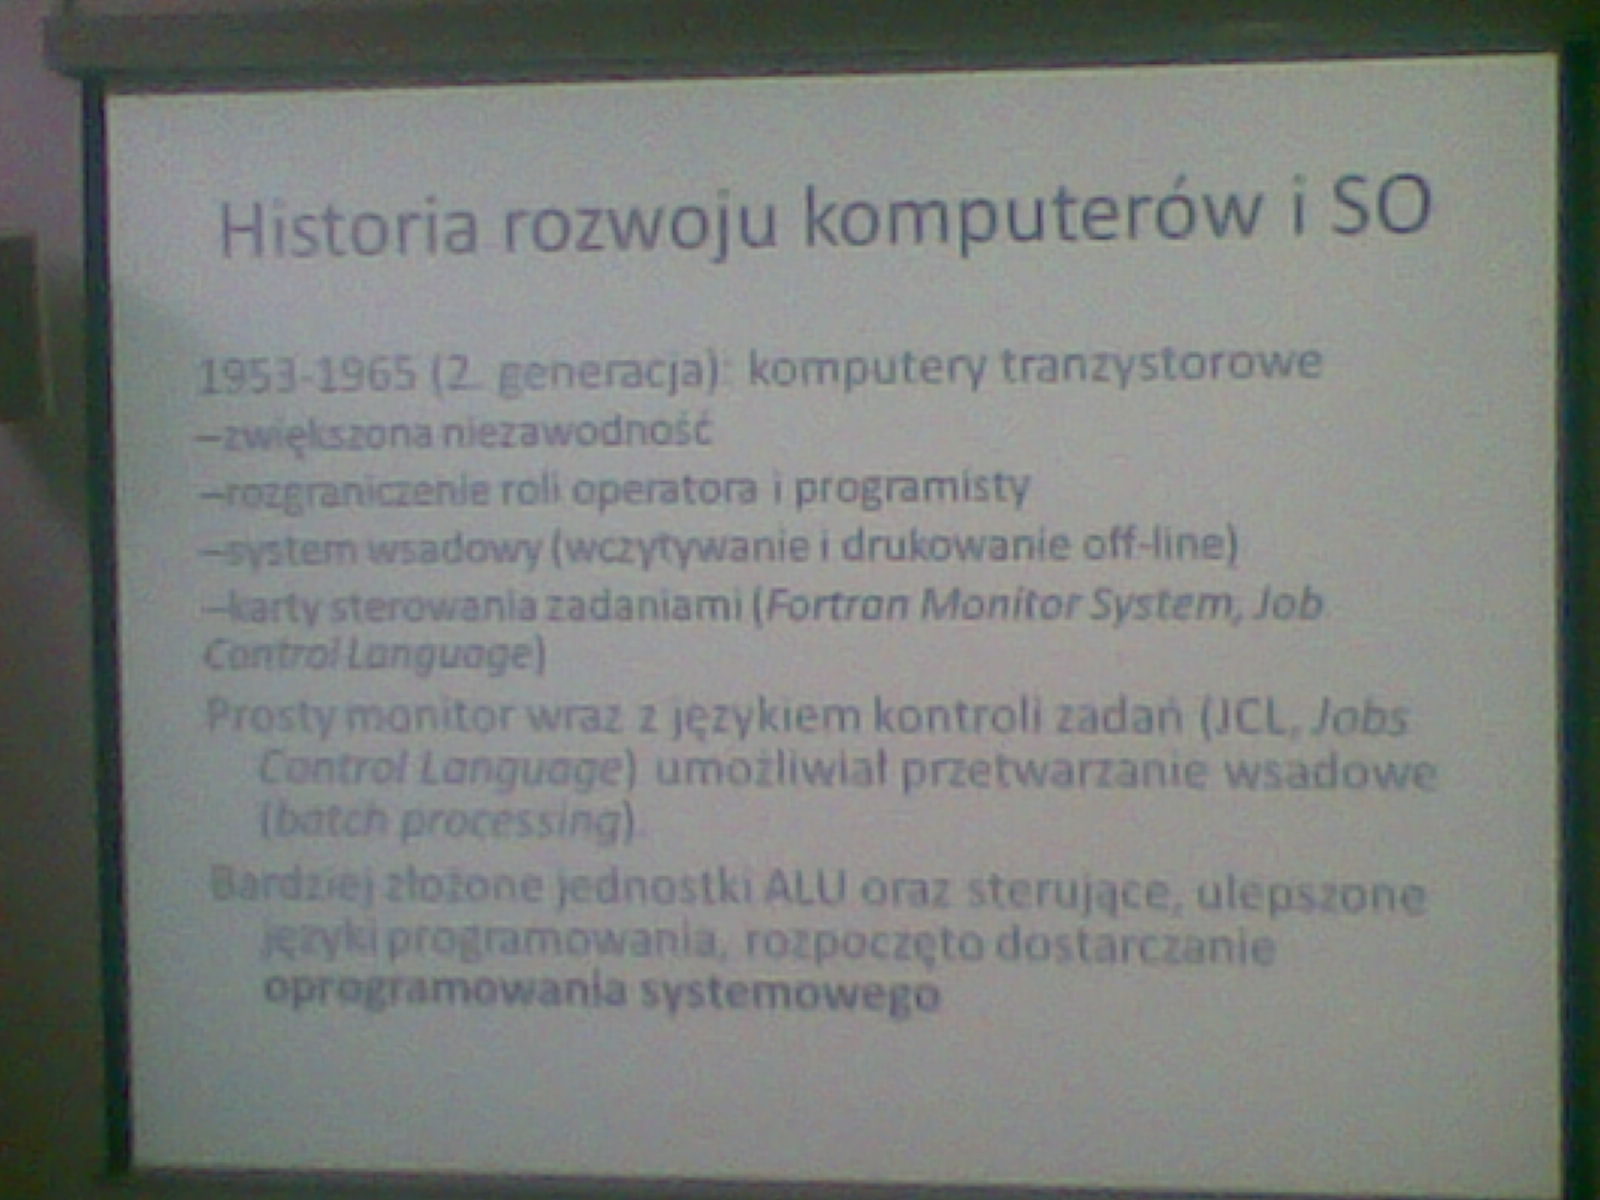 Historia rozwoju komputerów i SO
1953-1965 (2. generacja): komputery tranzystorowe
–zwiększona niezawodność
–rozgraniczenie roli operatora i programisty
–system wsadowy (wczytywanie i drukowanie off-line)
–karty sterowania zadaniami (Fortran Monitor System, Job
Control Language)
Prosty monitor wraz z językiem kontroli zadań (JCL, Jobs
Control Language) umożliwiał przetwarzanie wsadowe
(batch processing).
Bardziej złożone jednostki ALU oraz sterujące, ulepszone
języki programowania, rozpoczęto dostarczanie
oprogramowania systemowego